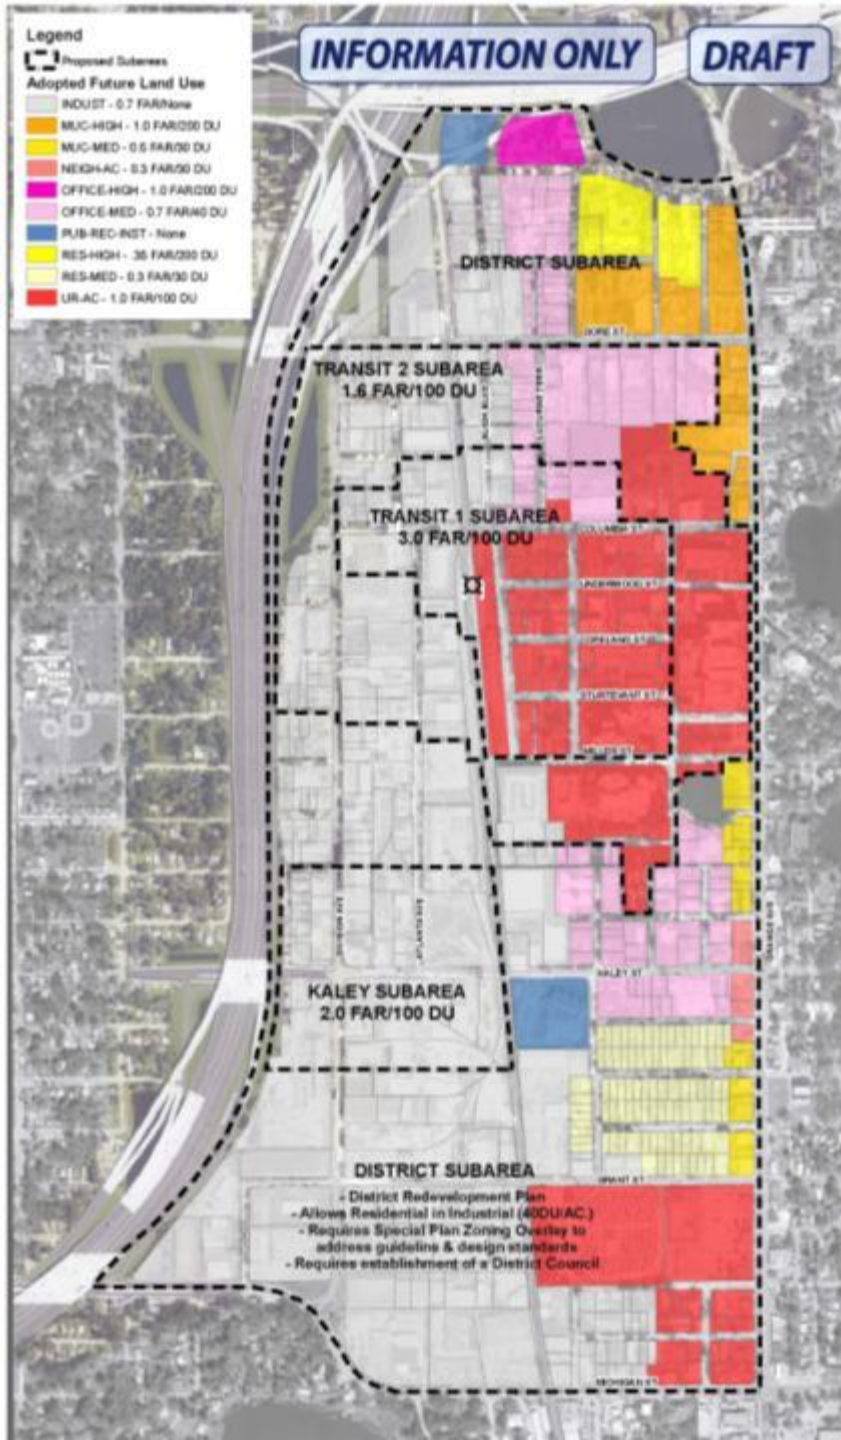 INFORMATION ONLY
DRAFT
Legend
Proposed Subareas
Adopted Future Land Use
INDUST - 0.7 FAR/None
MUC-HIGH - 1.0 FAR/200 DU
MUC-MED - 0.5 FAR/50 DU
NEIGH-AC - 0.3 FAR/30 DU
OFFICE-HIGH - 1.0 FAR/200 DU
OFFICE-MED - 0.7 FAR/40 DU
PUB-REC-INST - None
RES-HIGH - .35 FAR/200 DU
RES-MED - 0.3 FAR/30 DU
UR-AC - 1.0 FAR/100 DU
DISTRICT SUBAREA
GORE ST
TRANSIT 2 SUBAREA
1.6 FAR/100 DU
TRANSIT 1 SUBAREA
3.0 FAR/100 DU
COLUMBIA ST
UNDERWOOD ST
COPELAND ST
STURTEVANT ST
MILLER ST
DIVISION AVE
ATLANTA AVE
ORANGE AVE
KALEY ST
KALEY SUBAREA
2.0 FAR/100 DU
DISTRICT SUBAREA
GRANT ST
- District Redevelopment Plan
- Allows Residential in Industrial (40DU/AC.)
- Requires Special Plan Zoning Overlay to
address guideline & design standards
- Requires establishment of a District Council
MICHIGAN ST